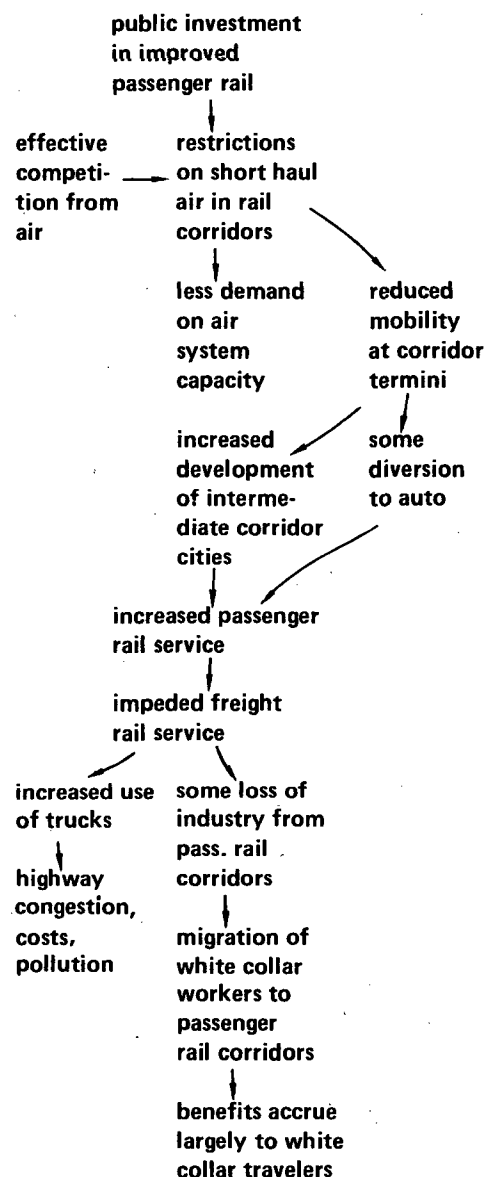 public investment
in improved
passenger rail
effective
competi-
tion from
air
restrictions
on short haul
air in rail
corridors
less demand
on air
system
capacity
reduced
mobility
at corridor
termini
increased
development
of interme-
diate corridor
cities
some
diversion
to auto
increased passenger
rail service
impeded freight
rail service
increased use
of trucks
some loss of
industry from
pass. rail
corridors
highway
congestion,
costs,
pollution
migration of
white collar
workers to
passenger
rail corridors
benefits accrue
largely to white
collar travelers